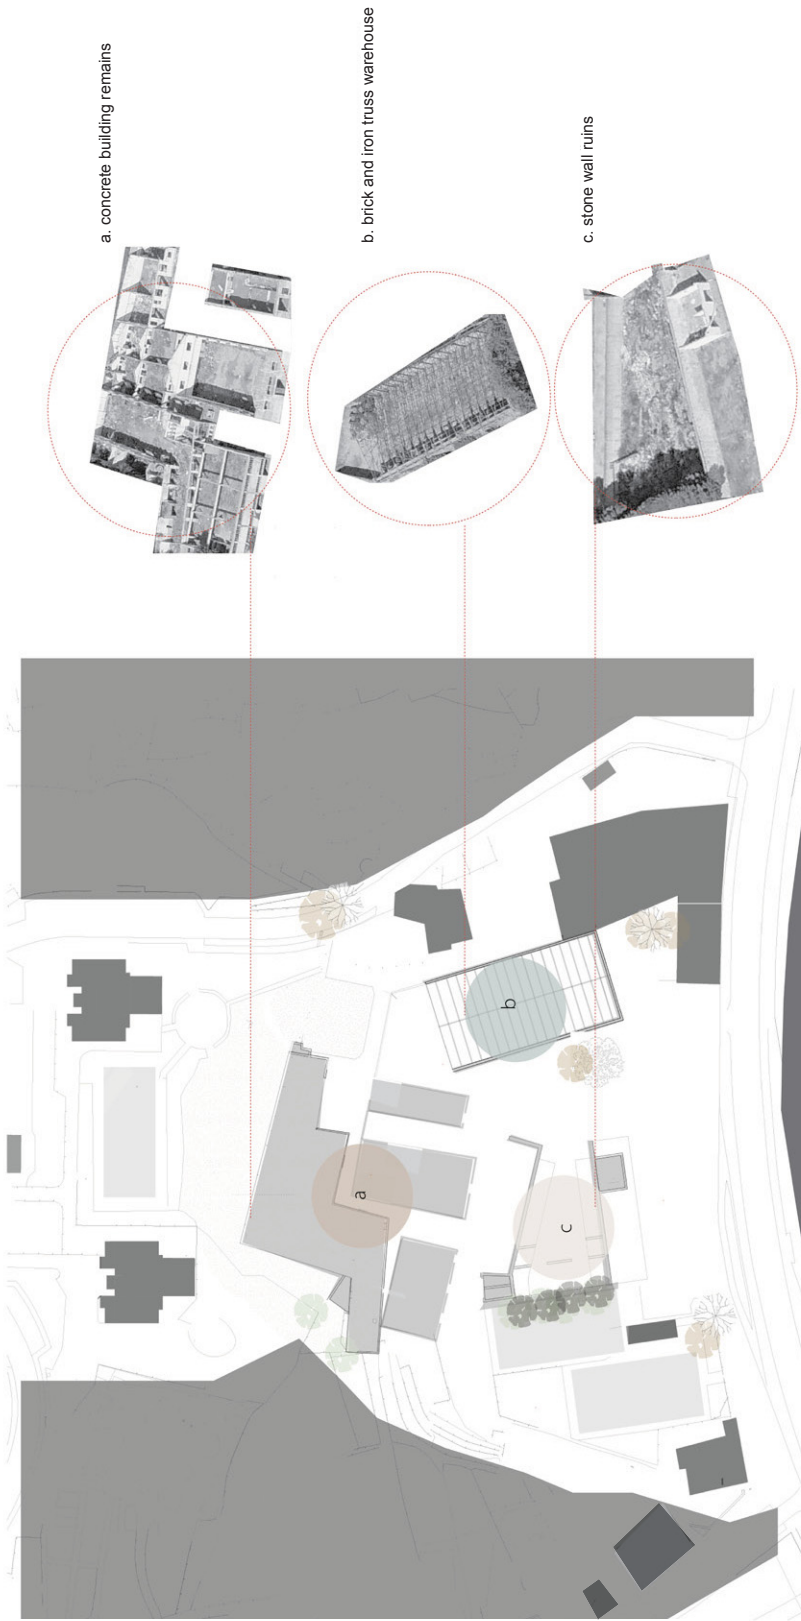 a. concrete building remains
b. brick and iron truss warehouse
c. stone wall ruins
a
b
c